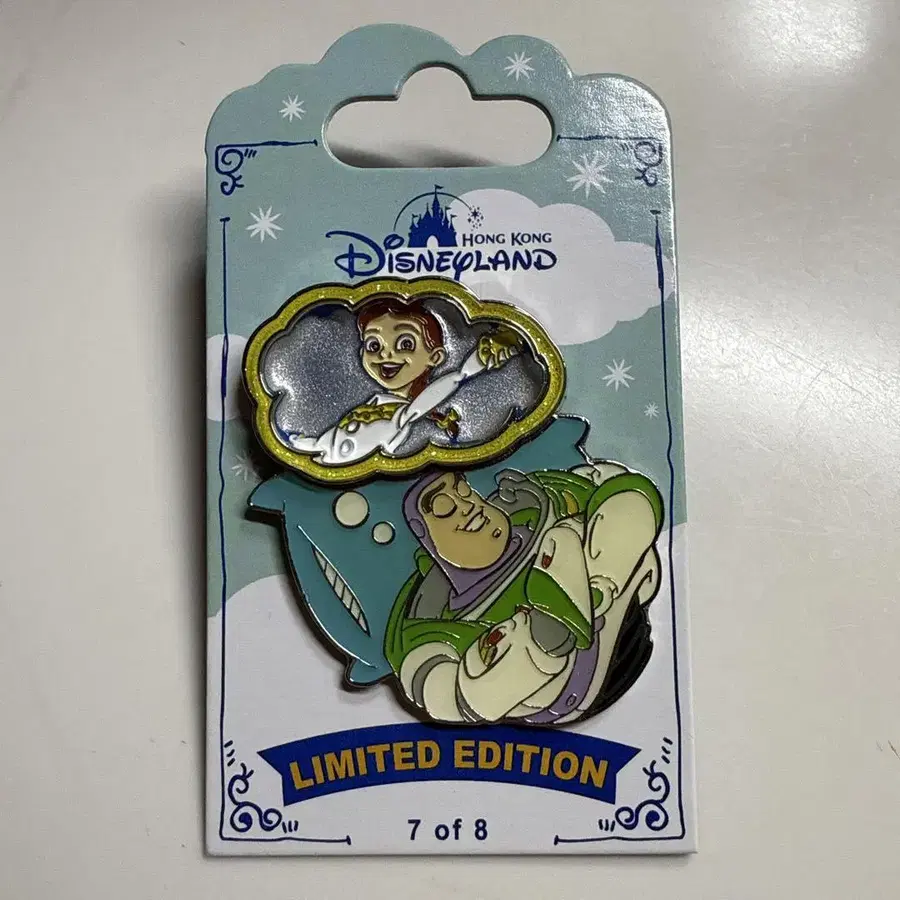 HONG KONG
DISNEYLAND
LIMITED EDITION
7 of 8